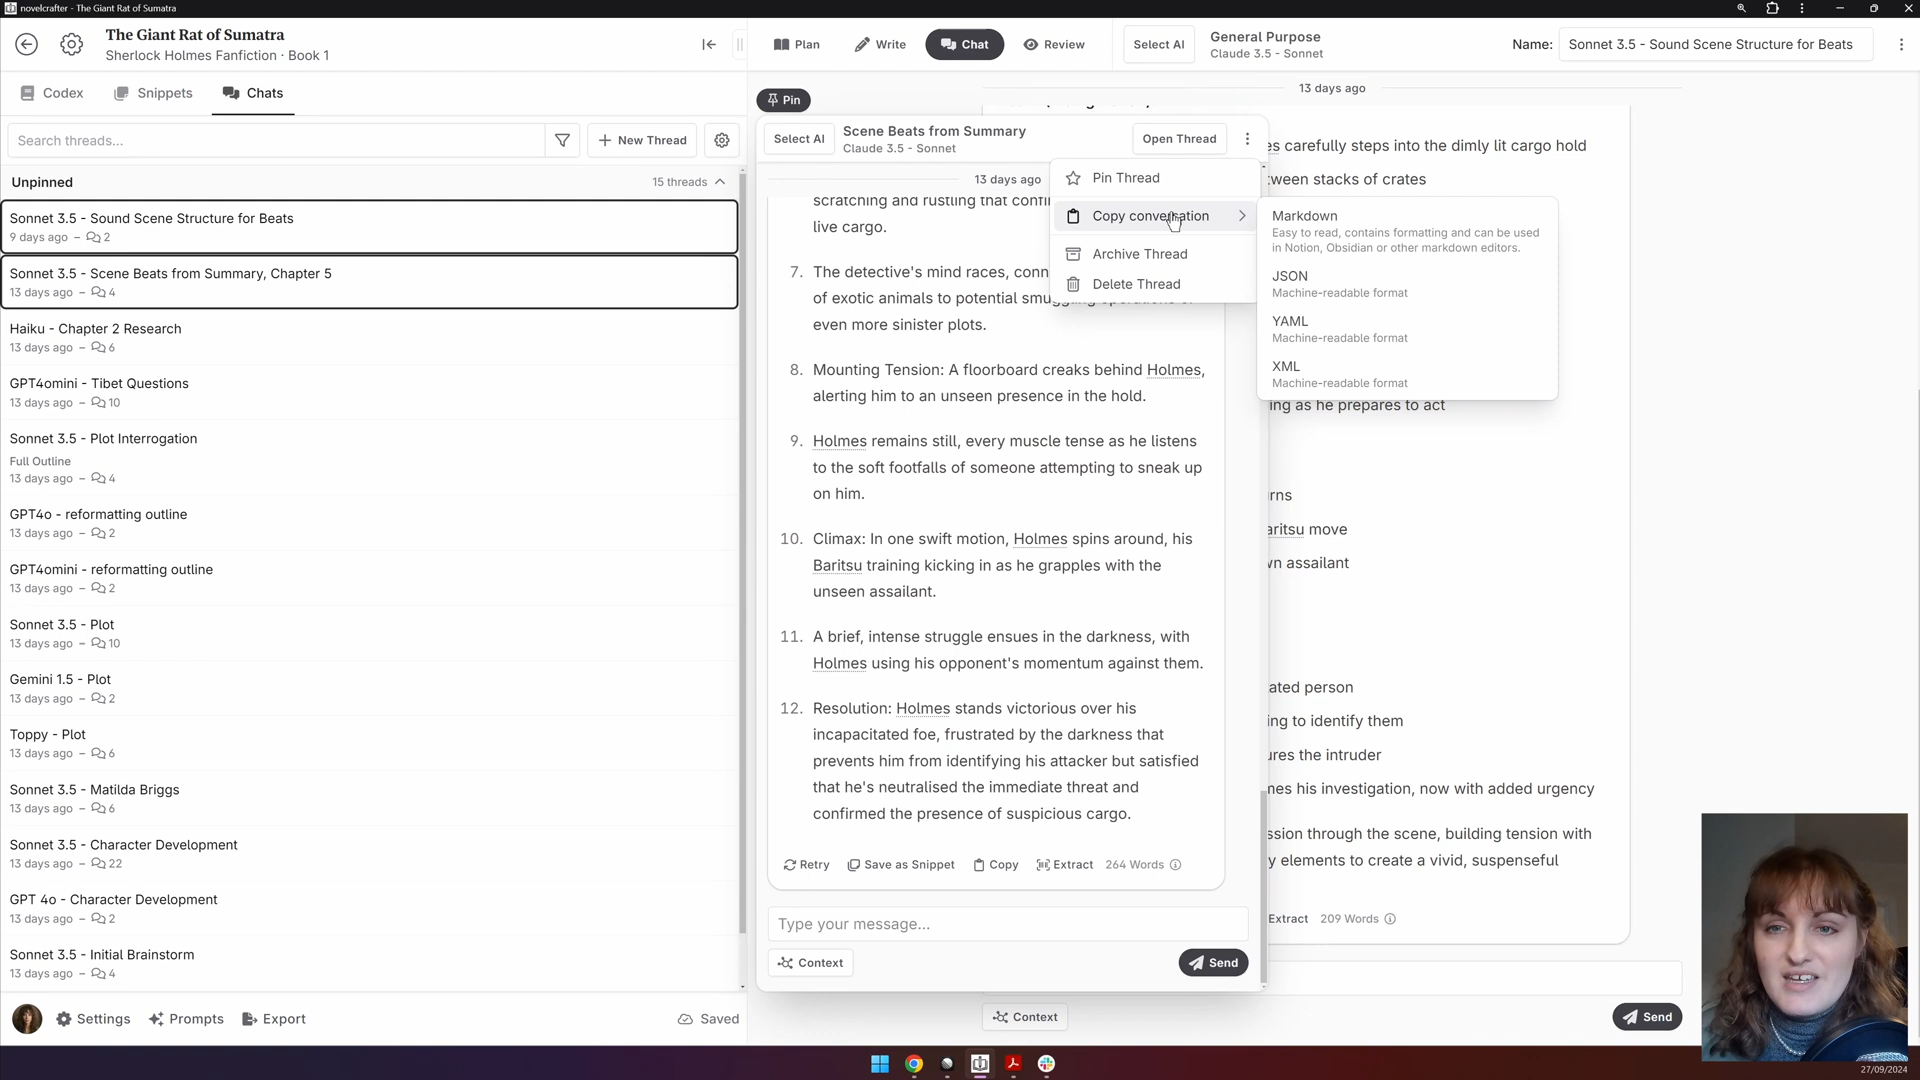 novelcrafter - The Giant Rat of Sumatra
The Giant Rat of Sumatra
Sherlock Holmes Fanfiction · Book 1
Plan
Write
Chat
Review
Select AI
General Purpose
Claude 3.5 - Sonnet
Name:
Sonnet 3.5 - Sound Scene Structure for Beats
Codex
Snippets
Chats
Search threads...
New Thread
Unpinned
15 threads
Sonnet 3.5 - Sound Scene Structure for Beats
9 days ago – 2
Sonnet 3.5 - Scene Beats from Summary, Chapter 5
13 days ago – 4
Haiku - Chapter 2 Research
13 days ago – 6
GPT4omini - Tibet Questions
13 days ago – 10
Sonnet 3.5 - Plot Interrogation
Full Outline
13 days ago – 4
GPT4o - reformatting outline
13 days ago – 2
GPT4omini - reformatting outline
13 days ago – 2
Sonnet 3.5 - Plot
13 days ago – 10
Gemini 1.5 - Plot
13 days ago – 2
Toppy - Plot
13 days ago – 6
Sonnet 3.5 - Matilda Briggs
13 days ago – 6
Sonnet 3.5 - Character Development
13 days ago – 22
GPT 4o - Character Development
13 days ago – 2
Sonnet 3.5 - Initial Brainstorm
13 days ago – 4
Settings
Prompts
Export
Saved
Pin
Select AI
Scene Beats from Summary
Claude 3.5 - Sonnet
Open Thread
13 days ago
scratching and rustling that confi
live cargo.
7. The detective's mind races, conn
of exotic animals to potential smuggling operations or
even more sinister plots.
8. Mounting Tension: A floorboard creaks behind Holmes,
alerting him to an unseen presence in the hold.
9. Holmes remains still, every muscle tense as he listens
to the soft footfalls of someone attempting to sneak up
on him.
10. Climax: In one swift motion, Holmes spins around, his
Baritsu training kicking in as he grapples with the
unseen assailant.
11. A brief, intense struggle ensues in the darkness, with
Holmes using his opponent's momentum against them.
12. Resolution: Holmes stands victorious over his
incapacitated foe, frustrated by the darkness that
prevents him from identifying his attacker but satisfied
that he's neutralised the immediate threat and
confirmed the presence of suspicious cargo.
Retry
Save as Snippet
Copy
Extract
264 Words
Type your message...
Context
Send
Pin Thread
Copy conversation
Archive Thread
Delete Thread
Markdown
Easy to read, contains formatting and can be used
in Notion, Obsidian or other markdown editors.
JSON
Machine-readable format
YAML
Machine-readable format
XML
Machine-readable format
13 days ago
es carefully steps into the dimly lit cargo hold
tween stacks of crates
ing as he prepares to act
urns
aritsu move
wn assailant
ated person
ing to identify them
ures the intruder
mes his investigation, now with added urgency
ssion through the scene, building tension with
y elements to create a vivid, suspenseful
Extract
209 Words
Context
Send
27/09/2024